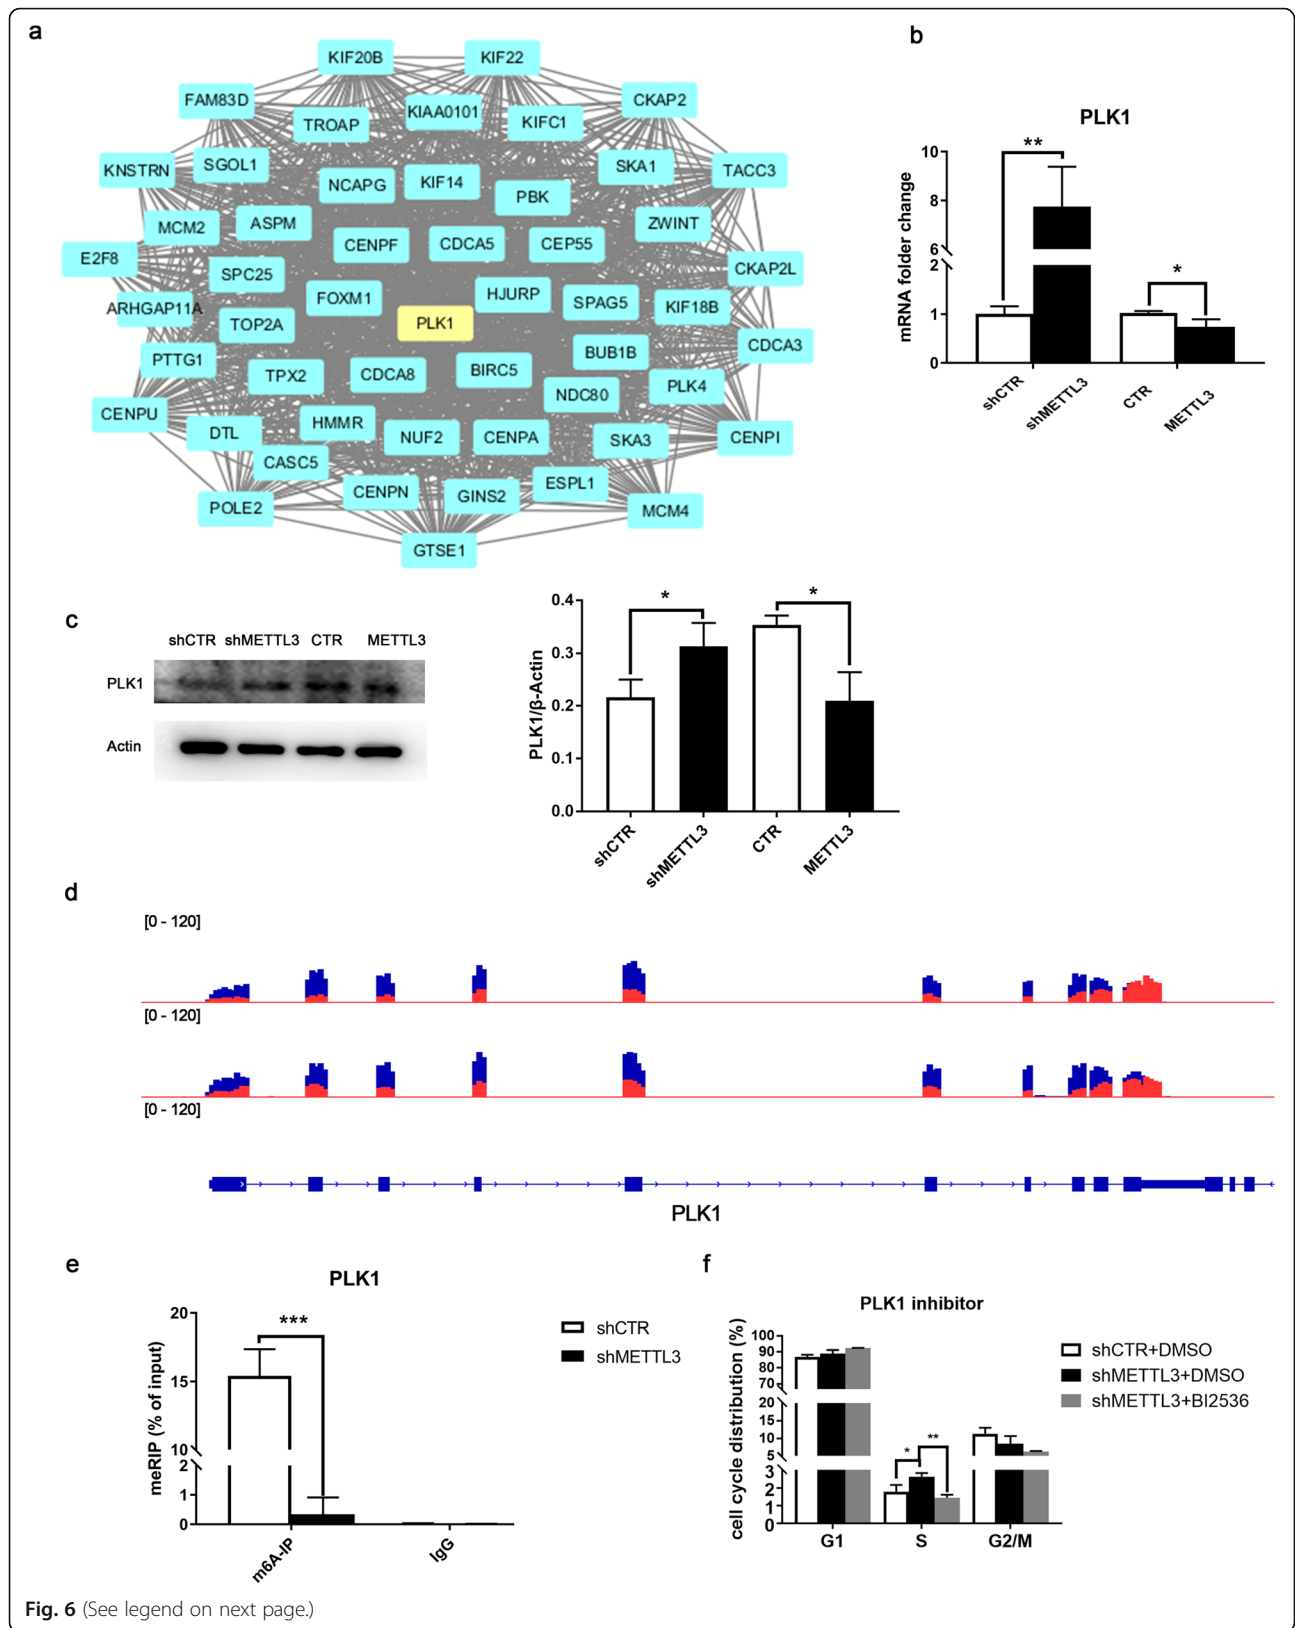 a
KIF20B KIF22
FAM83D CKAP2
TROAP KIAA0101 KIFC1
KNSTRN SGOL1 SKA1 TACC3
NCAPG KIF14 PBK
MCM2 ASPM ZWINT
CENPF CDCA5 CEP55
E2F8 SPC25 CKAP2L
ARHGAP11A FOXM1 HJURP SPAG5 KIF18B
TOP2A PLK1
PTTG1 BUB1B CDCA3
TPX2 CDCA8 BIRC5 PLK4
CENPU NDC80
DTL HMMR NUF2 CENPA SKA3 CENPI
CASC5
POLE2 CENPN GINS2 ESPL1 MCM4
GTSE1
b
PLK1
mRNA folder change
10
8
6
2
1
0
**
*
shCTR shMETTL3 CTR METTL3
c
shCTR shMETTL3 CTR METTL3
PLK1
Actin
PLK1/β-Actin
0.4
0.3
0.2
0.1
0.0
*
*
shCTR shMETTL3 CTR METTL3
d
[0 - 120]
[0 - 120]
[0 - 120]
PLK1
e
PLK1
meRIP (% of input)
20
15
10
2
1
0
***
m6A-IP IgG
shCTR
shMETTL3
f
PLK1 inhibitor
cell cycle distribution (%)
100
90
80
70
20
15
10
5
3
2
1
0
* **
G1 S G2/M
shCTR+DMSO
shMETTL3+DMSO
shMETTL3+BI2536
Fig. 6 (See legend on next page.)